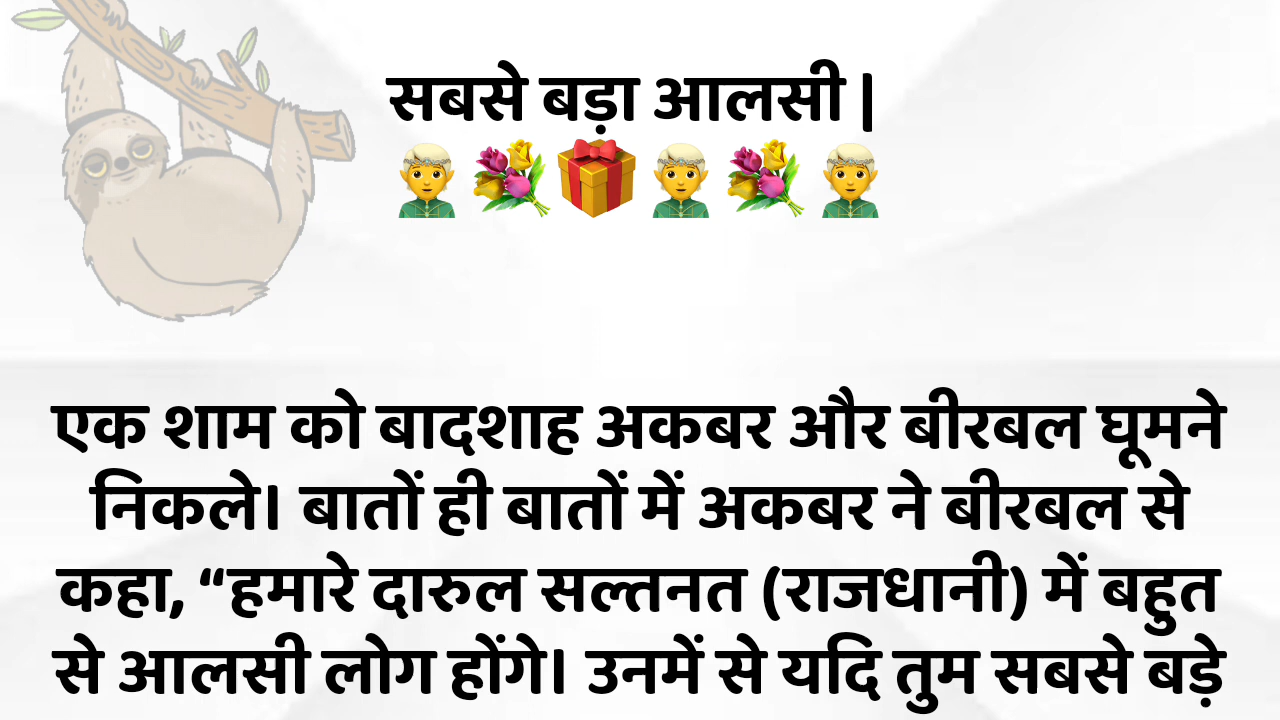 सबसे बड़ा आलसी |
🧝💐🎁🧝💐🧝
एक शाम को बादशाह अकबर और बीरबल घूमने
निकले। बातों ही बातों में अकबर ने बीरबल से
कहा, “हमारे दारुल सल्तनत (राजधानी) में बहुत
से आलसी लोग होंगे। उनमें से यदि तुम सबसे बड़े